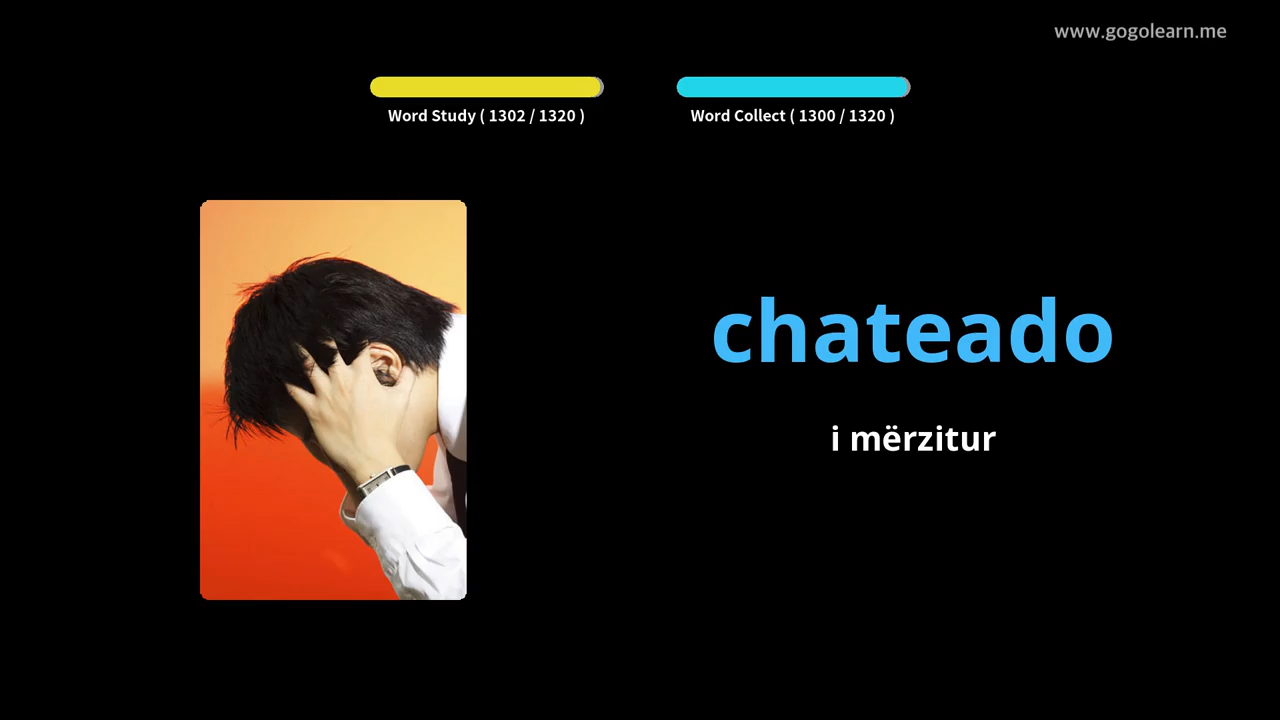 www.gogolearn.me
Word Study ( 1302 / 1320 )
Word Collect ( 1300 / 1320 )
chateado
i mërzitur